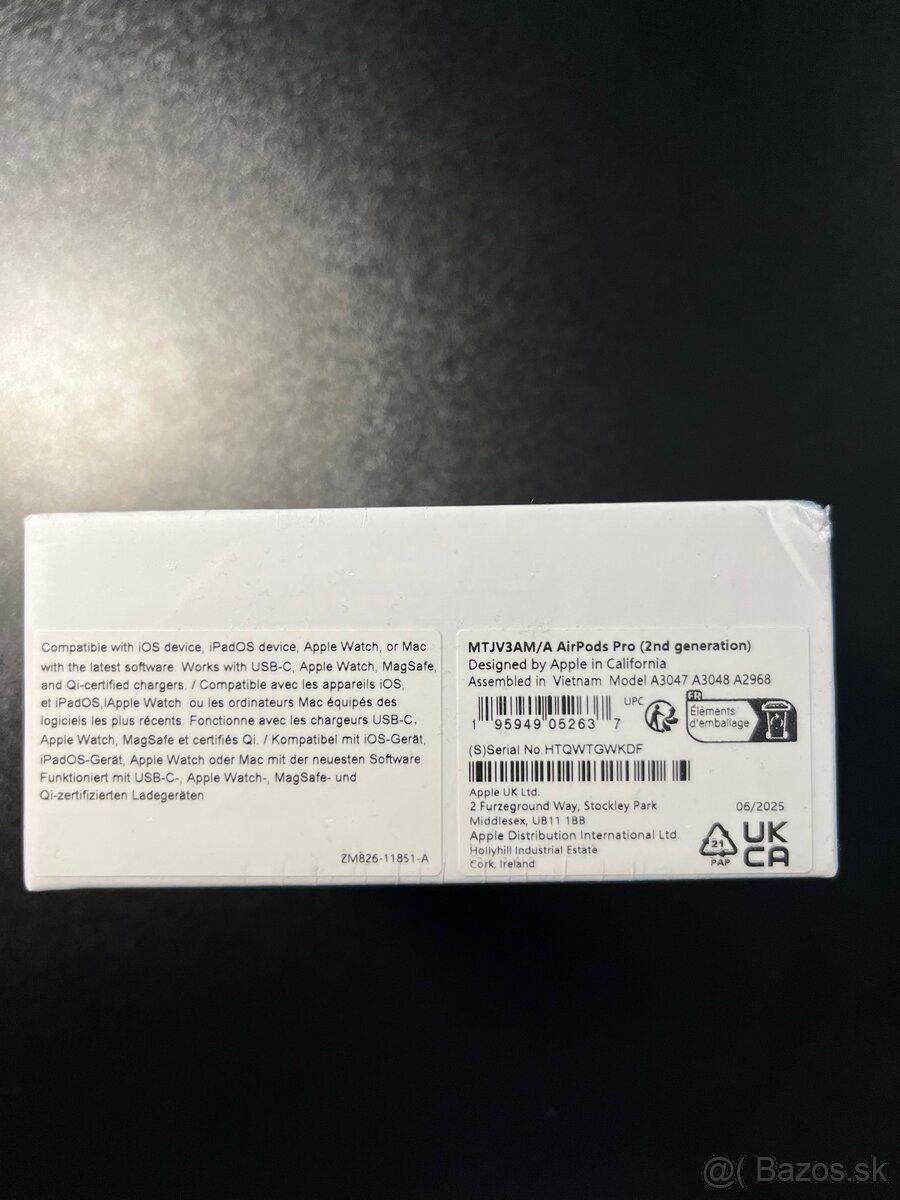 Compatible with iOS device, iPadOS device, Apple Watch, or Mac
with the latest software. Works with USB-C, Apple Watch, MagSafe,
and Qi-certified chargers. / Compatible avec les appareils iOS,
et iPadOS,lApple Watch ou les ordinateurs Mac équipés des
logiciels les plus récents. Fonctionne avec les chargeurs USB-C,
Apple Watch, MagSafe et certifiés Qi. / Kompatibel mit iOS-Gerät,
iPadOS-Gerät, Apple Watch oder Mac mit der neuesten Software
Funktioniert mit USB-C-, Apple Watch-, MagSafe- und
Qi-zertifizierten Ladegeräten
ZM826-11851-A
MTJV3AM/A AirPods Pro (2nd generation)
Designed by Apple in California
Assembled in Vietnam Model A3047 A3048 A2968
1 95949 05263 7
UPC
FR
Éléments
d'emballage
(S)Serial No.HTQWTGWKDF
Apple UK Ltd.
2 Furzeground Way, Stockley Park
Middlesex, UB11 1BB
Apple Distribution International Ltd.
Hollyhill Industrial Estate
Cork, Ireland
06/2025
21
PAP
UK
CA
@( Bazos.sk